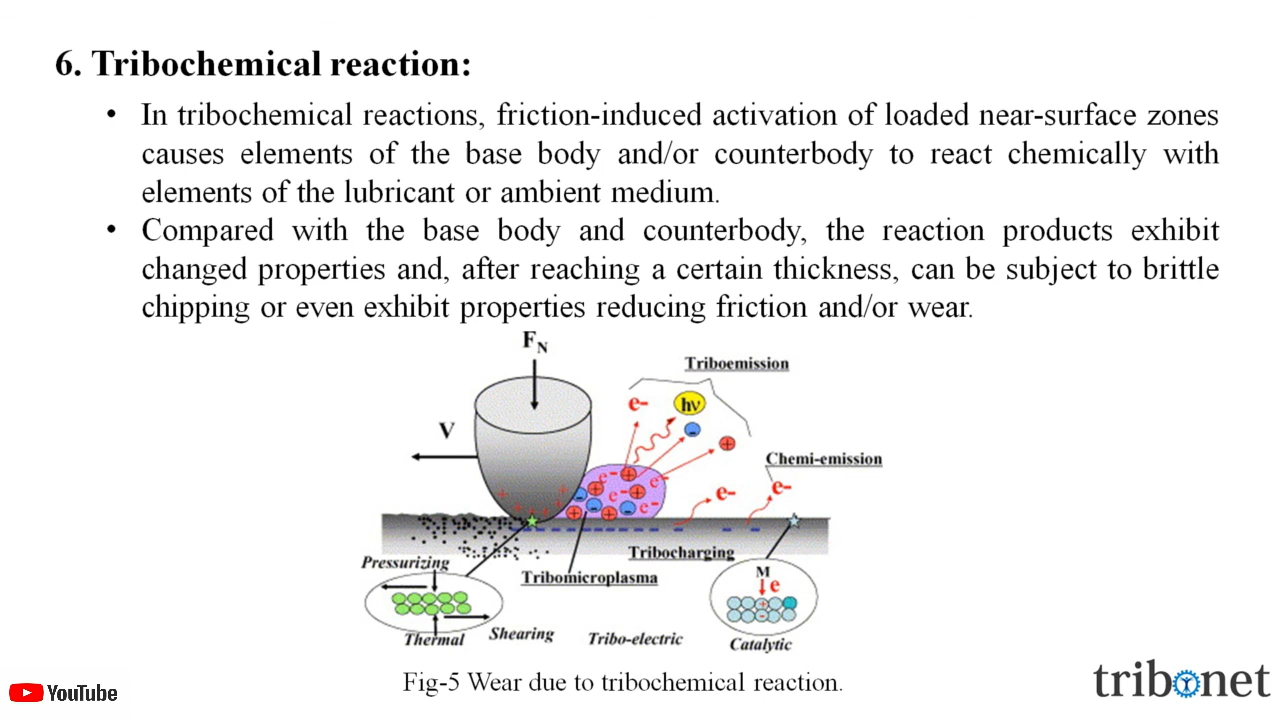 6. Tribochemical reaction:
• In tribochemical reactions, friction-induced activation of loaded near-surface zones
causes elements of the base body and/or counterbody to react chemically with
elements of the lubricant or ambient medium.
• Compared with the base body and counterbody, the reaction products exhibit
changed properties and, after reaching a certain thickness, can be subject to brittle
chipping or even exhibit properties reducing friction and/or wear.
FN
Triboemission
e- hν
-
+
V
Chemi-emission
e- + e-
- + e- + e- e-
+ - + - e-
+ + + + +
Tribocharging
Pressurizing
Tribomicroplasma
M
e
+
-
Thermal Shearing Tribo-electric Catalytic
Fig-5 Wear due to tribochemical reaction.
YouTube
tribonet